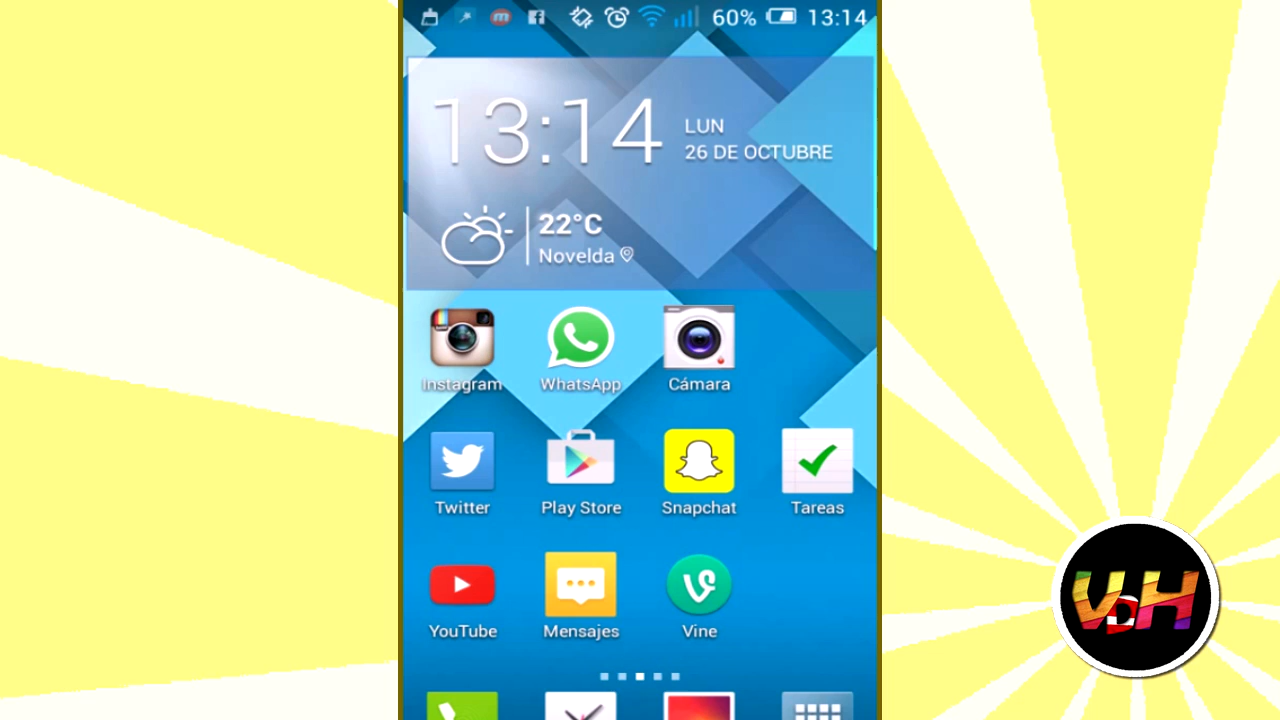 60% 13:14
13:14
LUN
26 DE OCTUBRE
22°C
Novelda
Instagram WhatsApp Cámara
Twitter Play Store Snapchat Tareas
YouTube Mensajes Vine
VDH